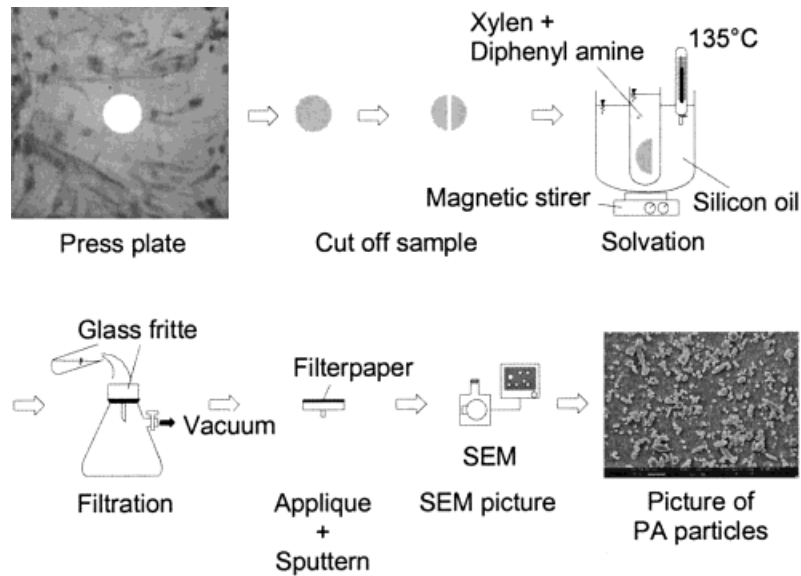 Xylen +
Diphenyl amine
135°C
Magnetic stirer
Silicon oil
Press plate
Cut off sample
Solvation
Glass fritte
Vacuum
Filterpaper
SEM
Filtration
Applique
+
Sputtern
SEM picture
Picture of
PA particles